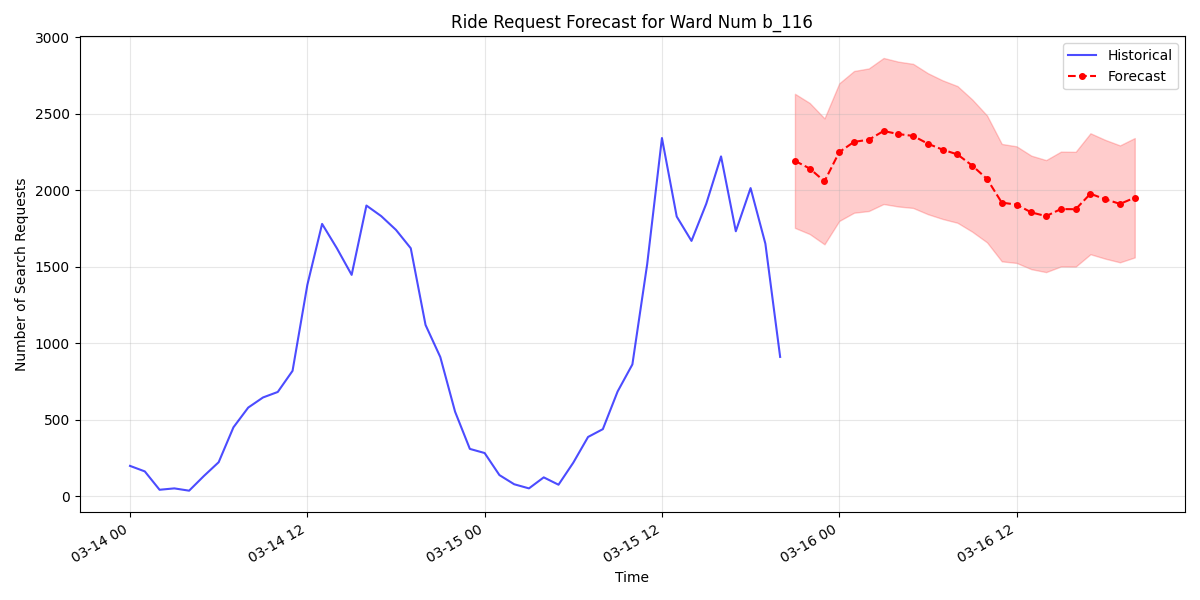 Ride Request Forecast for Ward Num b_116
Historical
Forecast
Number of Search Requests
3000
2500
2000
1500
1000
500
0
03-14 00
03-14 12
03-15 00
03-15 12
03-16 00
03-16 12
Time